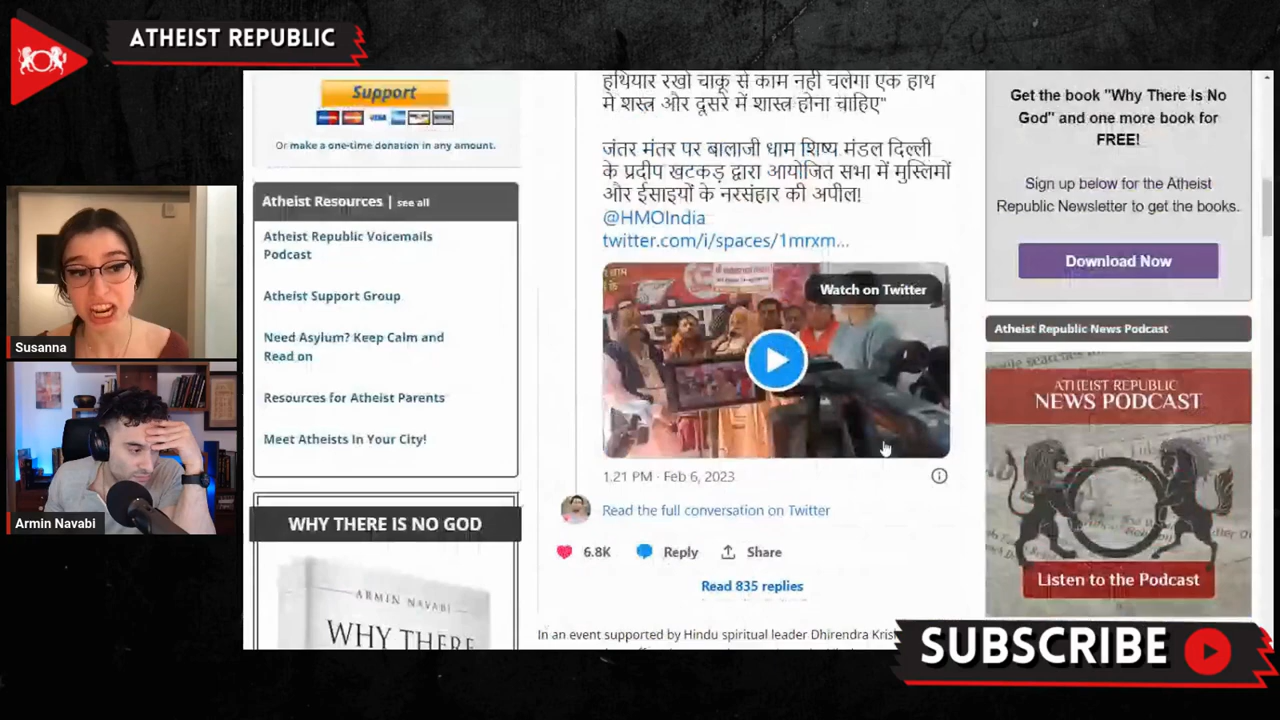 ATHEIST REPUBLIC
Support
Or make a one-time donation in any amount.
Atheist Resources | see all
Atheist Republic Voicemails
Podcast
Atheist Support Group
Need Asylum? Keep Calm and
Read on
Resources for Atheist Parents
Meet Atheists In Your City!
WHY THERE IS NO GOD
ARMIN NAVABI
WHY THERE
Susanna
Armin Navabi
हथियार रखो चाकू से काम नहीं चलेगा एक हाथ
मे शस्त्र और दूसरे में शास्त्र होना चाहिए"
जंतर मंतर पर बालाजी धाम शिष्य मंडल दिल्ली
के प्रदीप खटकड़ द्वारा आयोजित सभा में मुस्लिमों
और ईसाइयों के नरसंहार की अपील!
@HMOIndia
twitter.com/i/spaces/1mrxm...
Watch on Twitter
1:21 PM · Feb 6, 2023
Read the full conversation on Twitter
6.8K Reply Share
Read 835 replies
In an event supported by Hindu spiritual leader Dhirendra Kris
Get the book "Why There Is No
God" and one more book for
FREE!
Sign up below for the Atheist
Republic Newsletter to get the books.
Download Now
Atheist Republic News Podcast
ATHEIST REPUBLIC
NEWS PODCAST
Listen to the Podcast
SUBSCRIBE